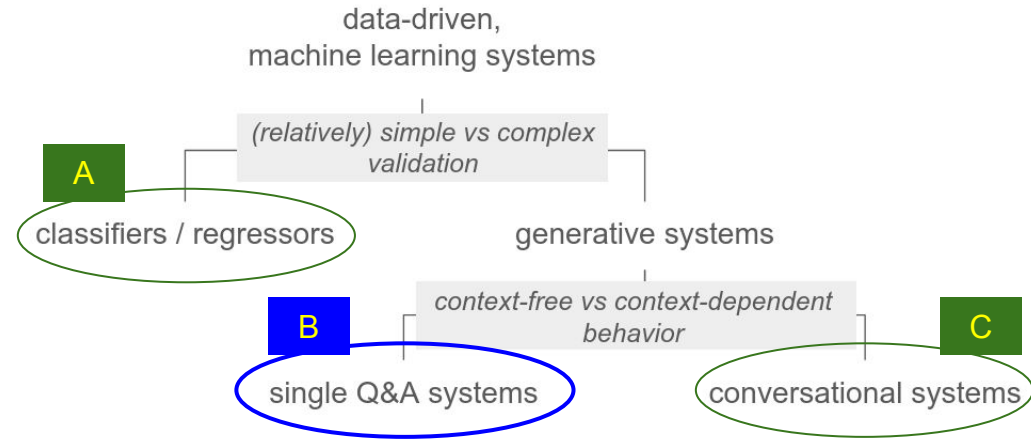 data-driven,
machine learning systems
(relatively) simple vs complex
validation
A
classifiers / regressors
generative systems
context-free vs context-dependent
behavior
B
C
single Q&A systems
conversational systems